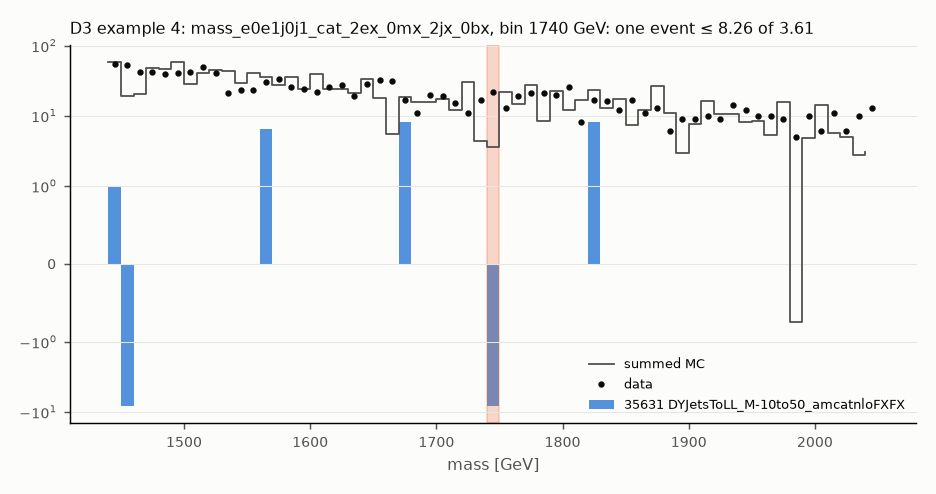 D3 example 4: mass_e0e1j0j1_cat_2ex_0mx_2jx_0bx, bin 1740 GeV: one event ≤ 8.26 of 3.61
10²
10¹
10⁰
0
−10⁰
−10¹
summed MC
data
35631 DYJetsToLL_M-10to50_amcatnloFXFX
1500 1600 1700 1800 1900 2000
mass [GeV]